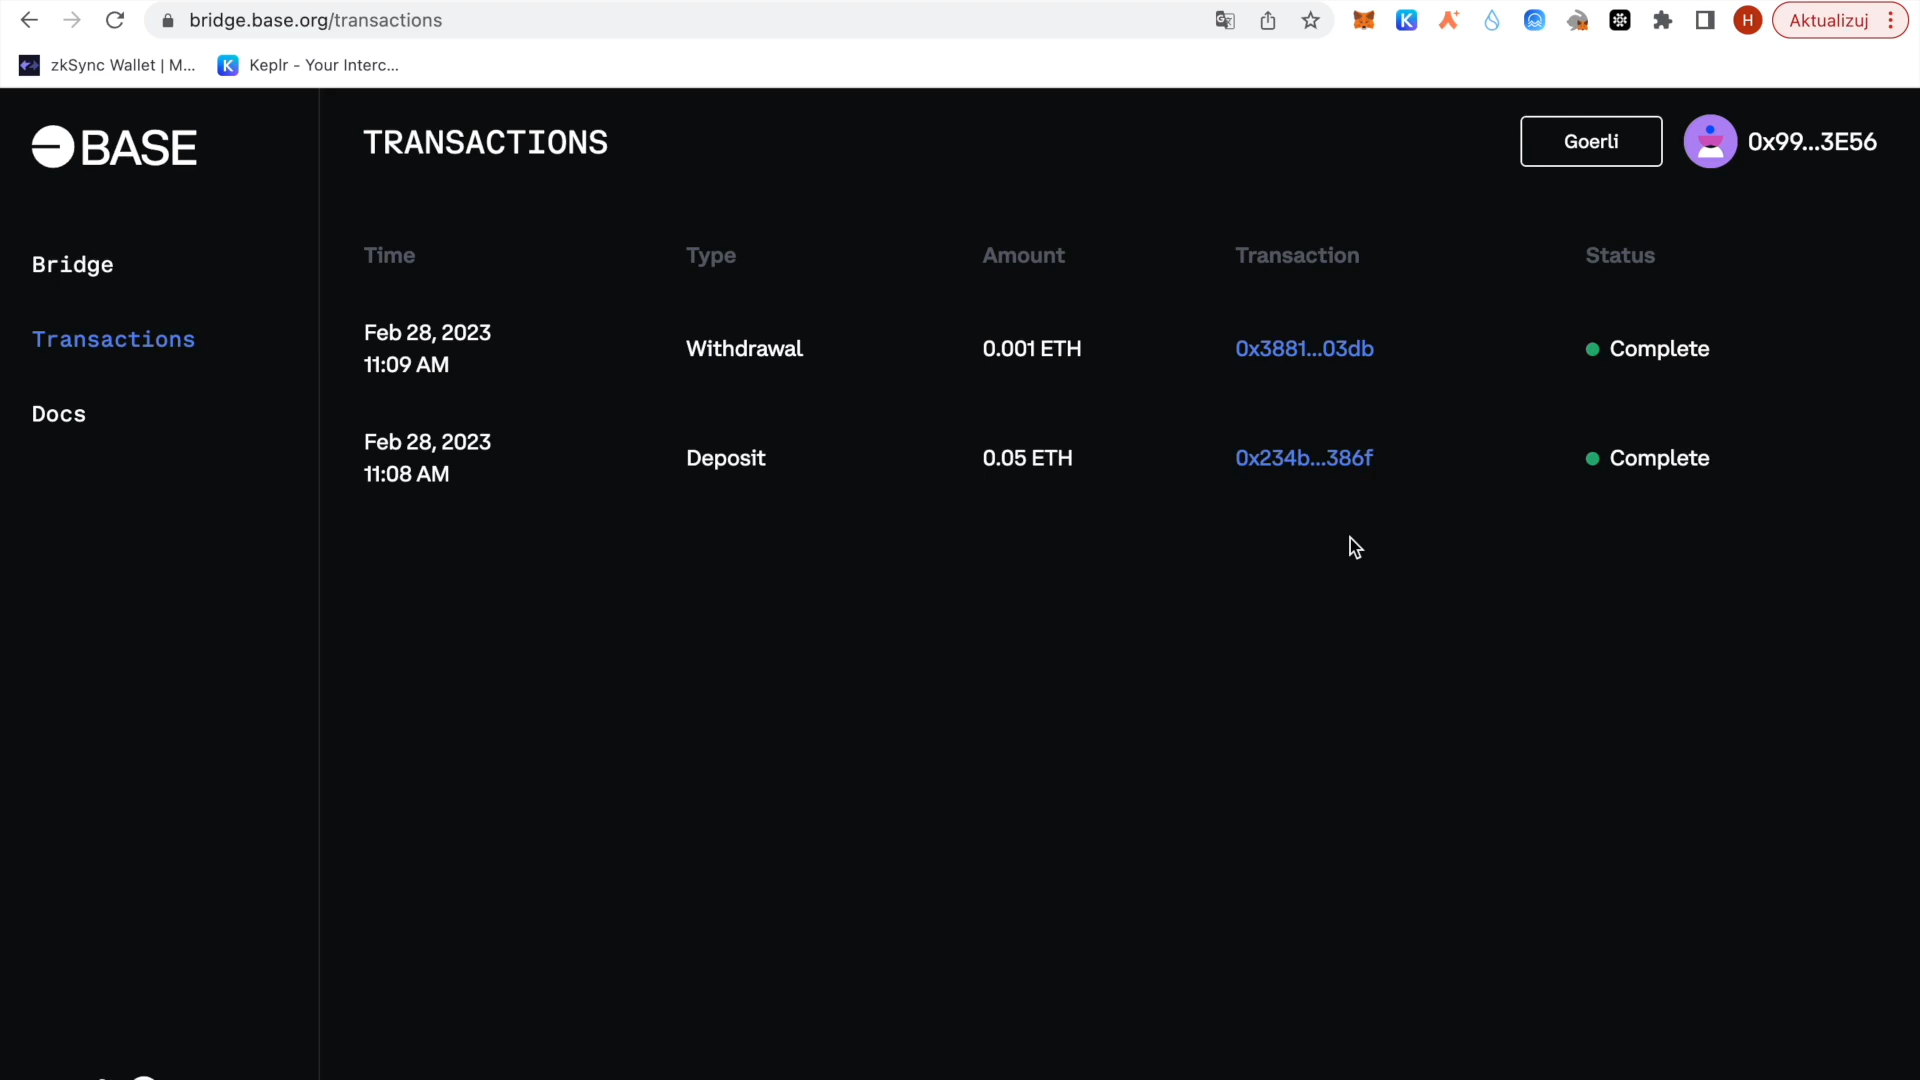 bridge.base.org/transactions
H
Aktualizuj
zkSync Wallet | M...
K
Keplr - Your Interc...
BASE
TRANSACTIONS
Goerli
0x99...3E56
Bridge
Transactions
Docs
Time Type Amount Transaction Status
Feb 28, 2023
11:09 AM
Withdrawal
0.001 ETH
0x3881...03db
Complete
Feb 28, 2023
11:08 AM
Deposit
0.05 ETH
0x234b...386f
Complete